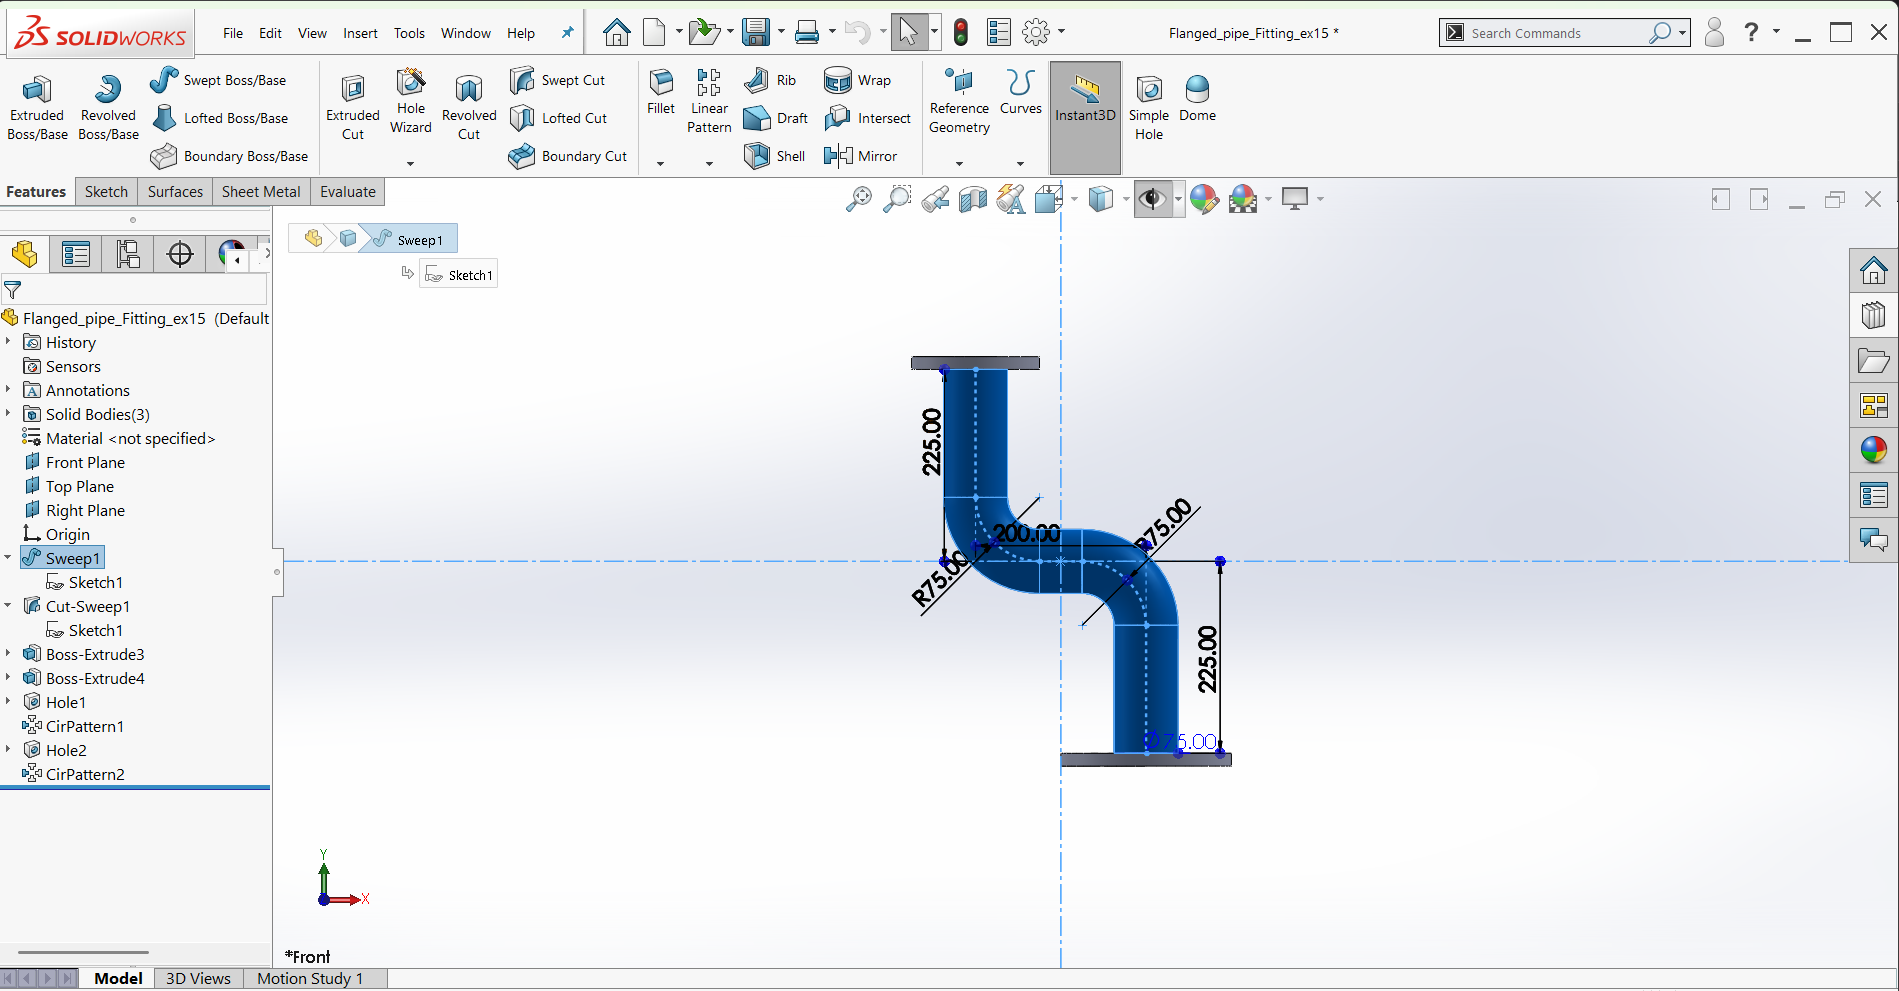 SOLIDWORKS
File Edit View Insert Tools Window Help
Flanged_pipe_Fitting_ex15 *
Search Commands
?
Extruded Boss/Base
Revolved Boss/Base
Swept Boss/Base
Lofted Boss/Base
Boundary Boss/Base
Extruded Cut
Hole Wizard
Revolved Cut
Swept Cut
Lofted Cut
Boundary Cut
Fillet
Linear Pattern
Rib
Draft
Shell
Wrap
Intersect
Mirror
Reference Geometry
Curves
Instant3D
Simple Hole
Dome
Features Sketch Surfaces Sheet Metal Evaluate
Sweep1
Sketch1
Flanged_pipe_Fitting_ex15 (Default
History
Sensors
Annotations
Solid Bodies(3)
Material <not specified>
Front Plane
Top Plane
Right Plane
Origin
Sweep1
Sketch1
Cut-Sweep1
Sketch1
Boss-Extrude3
Boss-Extrude4
Hole1
CirPattern1
Hole2
CirPattern2
225.00
200.00
R75.00
R75.00
225.00
Ø75.00
Y
X
*Front
Model 3D Views Motion Study 1